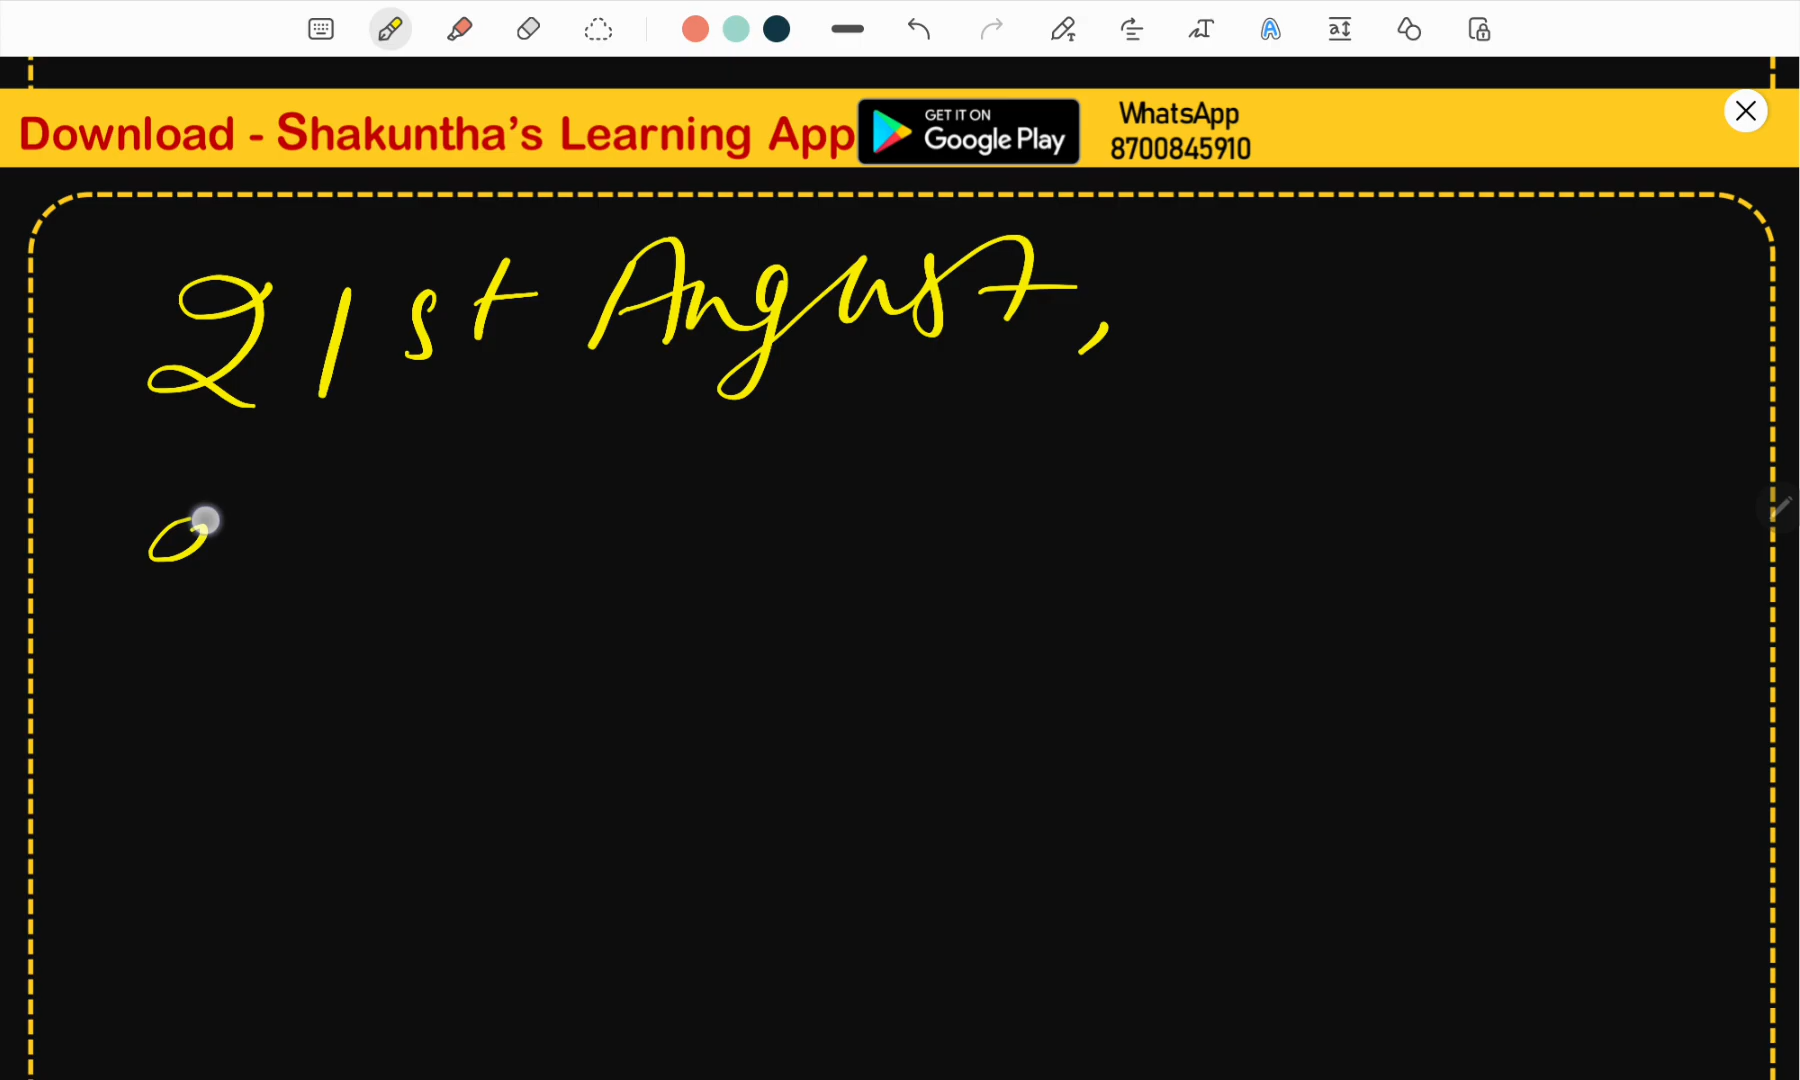 Download - Shakuntha's Learning App
GET IT ON
Google Play
WhatsApp
8700845910
21st August,